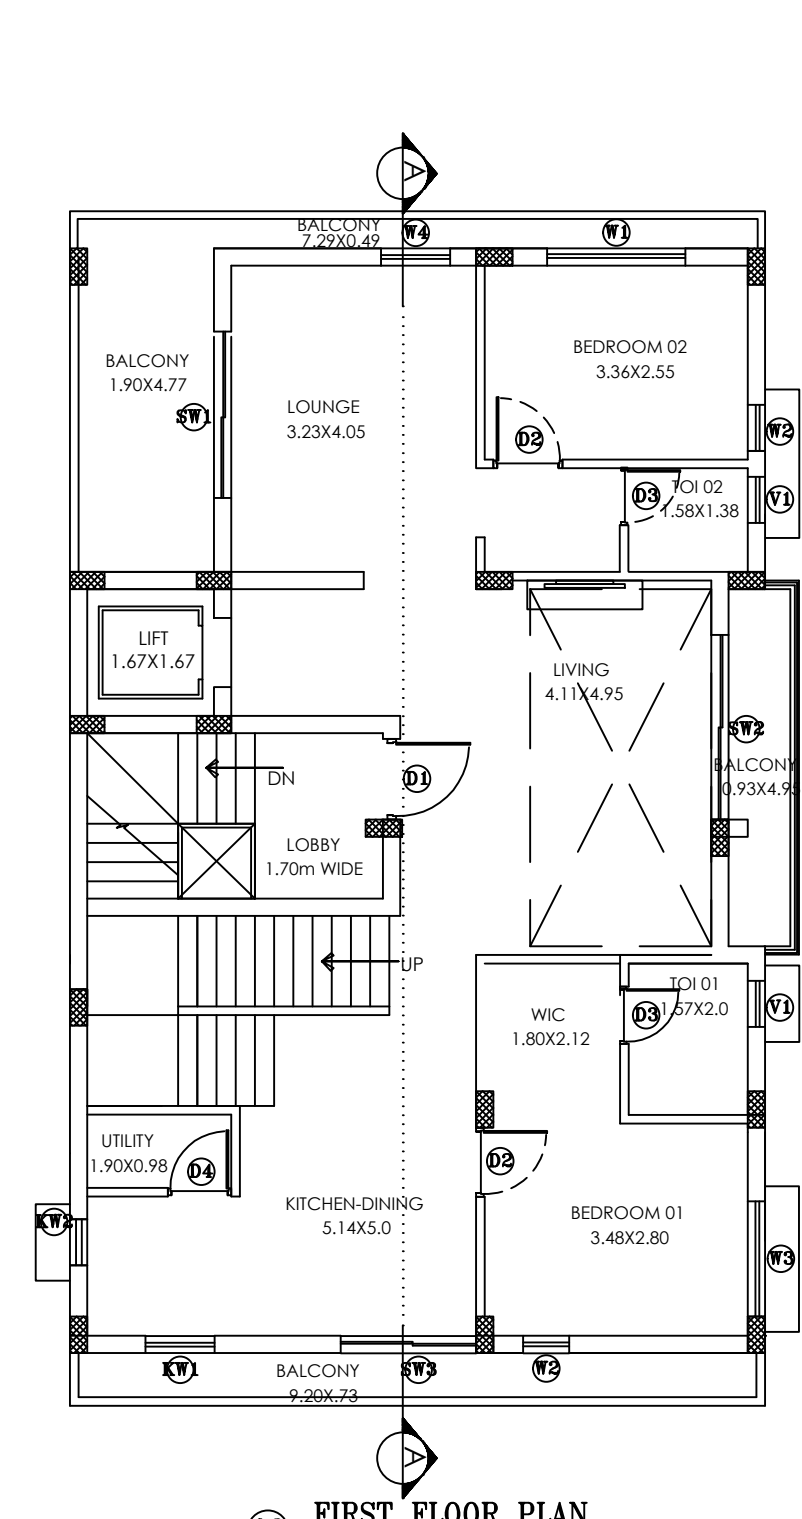 A
BALCONY
7.29X0.49
W4
W1
BEDROOM 02
3.36X2.55
BALCONY
1.90X4.77
SW1
LOUNGE
3.23X4.05
D2
W2
TOI 02
1.58X1.38
D3
V1
LIFT
1.67X1.67
LIVING
4.11X4.95
SW2
BALCONY
0.93X4.95
DN
D1
LOBBY
1.70m WIDE
UP
TOI 01
1.57X2.0
D3
V1
WIC
1.80X2.12
UTILITY
1.90X0.98
D4
D2
KITCHEN-DINING
5.14X5.0
BEDROOM 01
3.48X2.80
KW2
W3
KW1
BALCONY
9.20X.73
SW3
W2
A
FIRST FLOOR PLAN